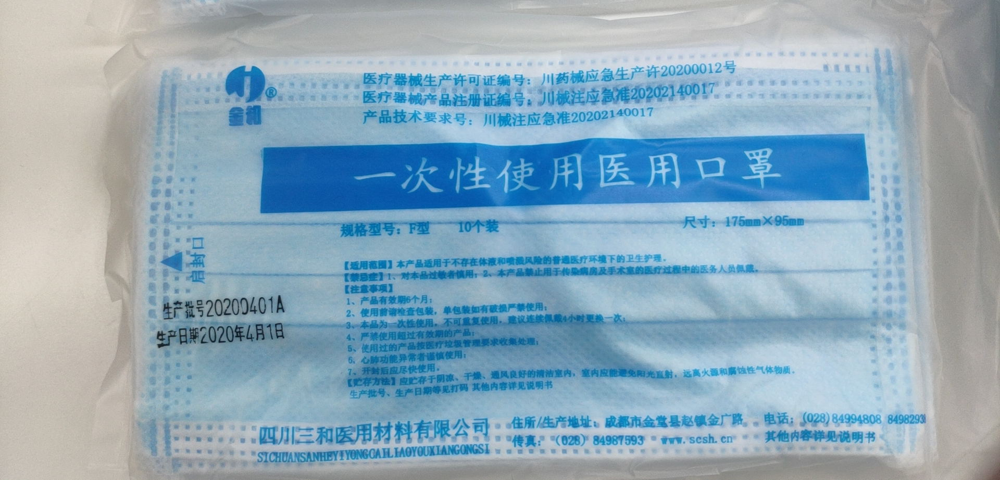 金和®
医疗器械生产许可证编号：川药械应急生产许20200012号
医疗器械产品注册证编号：川械注应急准20202140017
产品技术要求号：川械注应急准20202140017
一次性使用医用口罩
规格型号：F型 10个装 尺寸：175mm×95mm
启封口
【适用范围】本产品适用于不存在体液和喷溅风险的普通医疗环境下的卫生护理。
【禁忌症】1、对本品过敏者慎用；2、本产品禁止用于传染病房及手术室的医疗过程中的医务人员佩戴。
【注意事项】
1、产品有效期6个月；
2、使用前请检查包装，单包装如有破损严禁使用；
3、本品为一次性使用，不可重复使用，建议连续佩戴4小时更换一次；
4、严禁使用超过有效期的产品；
5、使用过的产品按医疗垃圾管理要求收集处理；
6、心肺功能异常者谨慎使用；
7、开封后应尽快使用。
【贮存方法】应贮存于阴凉、干燥、通风良好的清洁室内，室内应能避免阳光直射，远离火源和腐蚀性气体物质。
生产批号、生产日期等见打码 其他内容详见说明书
生产批号20200401A
生产日期2020年4月1日
四川三和医用材料有限公司
SICHUANSANHEYIYONGCAILIAOYOUXIANGONGSI
住所/生产地址：成都市金堂县赵镇金广路 电话：(028)84994808 84982938
传真：（028）84987593 www.scsh.cn 其他内容详见说明书